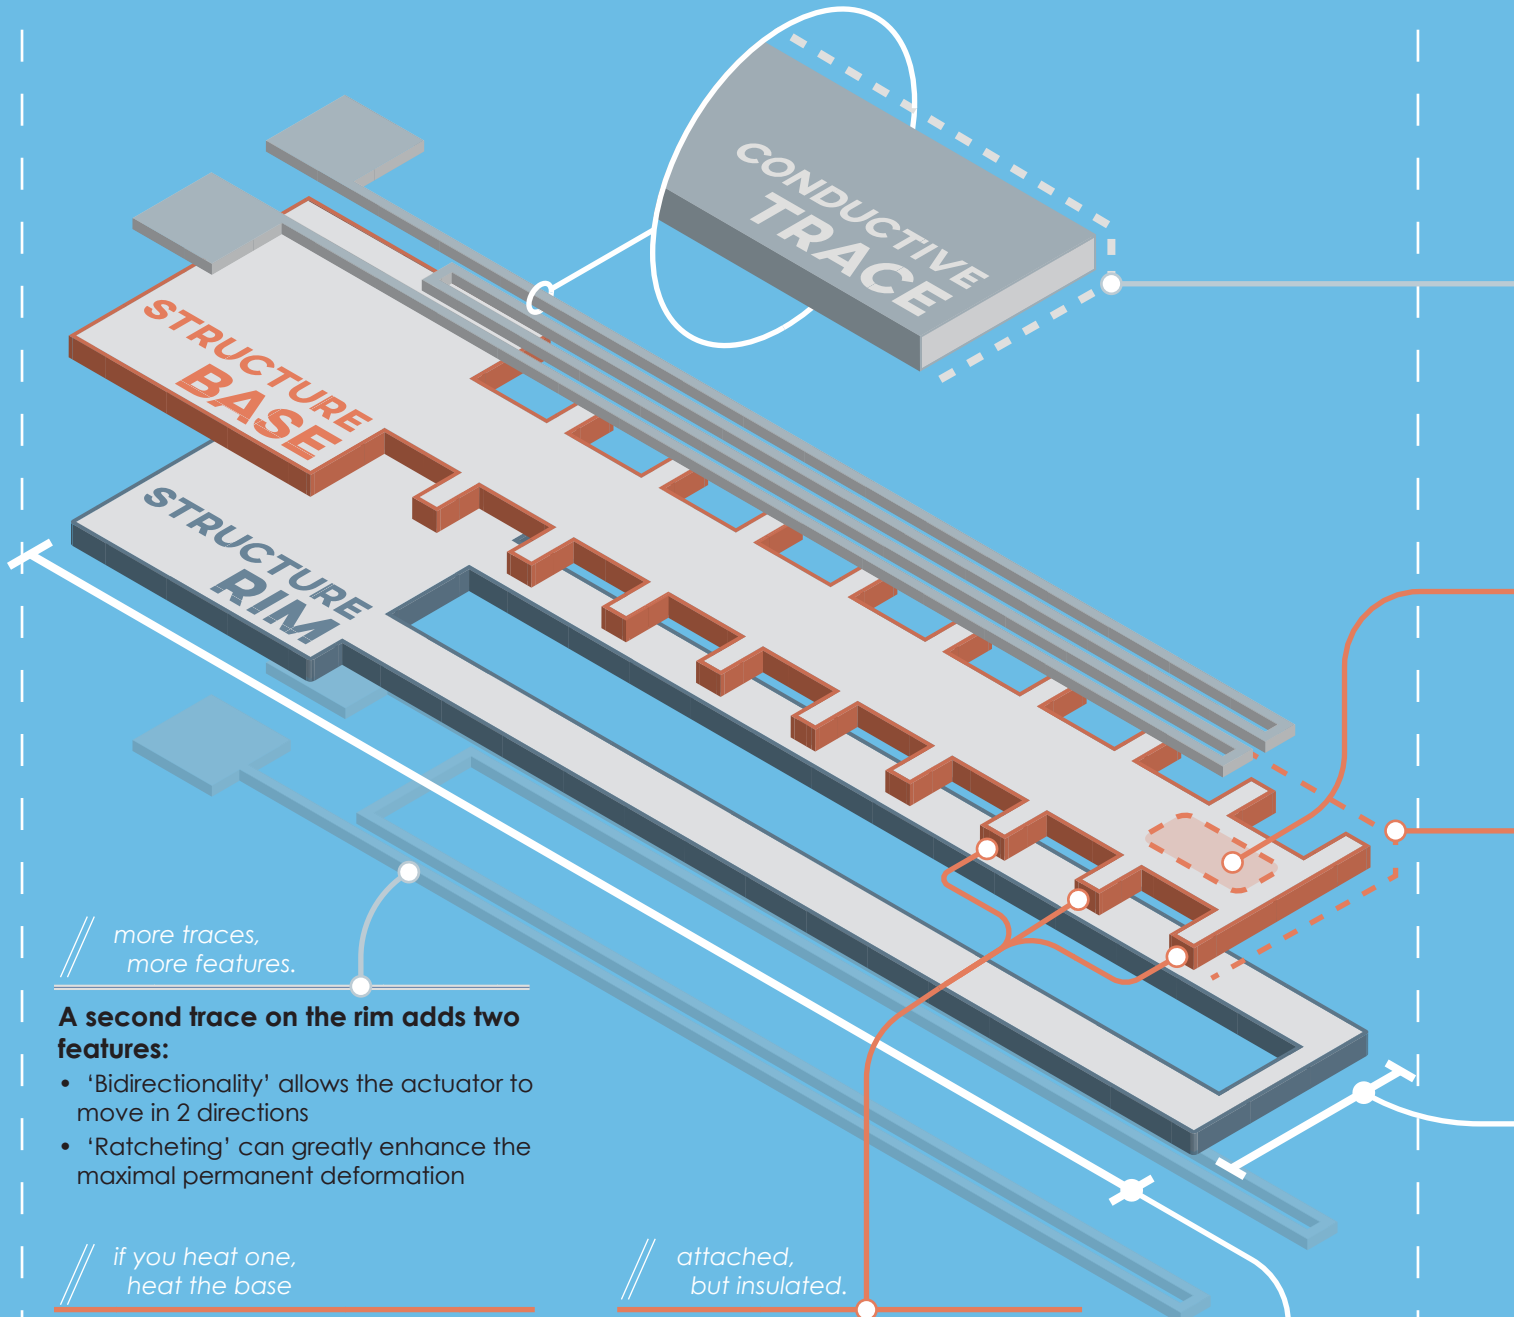 CONDUCTIVE
TRACE
STRUCTURE
BASE
STRUCTURE
RIM
more traces,
more features.
A second trace on the rim adds two
features:
• ‘Bidirectionality’ allows the actuator to
move in 2 directions
• ‘Ratcheting’ can greatly enhance the
maximal permanent deformation
if you heat one,
heat the base
attached,
but insulated.